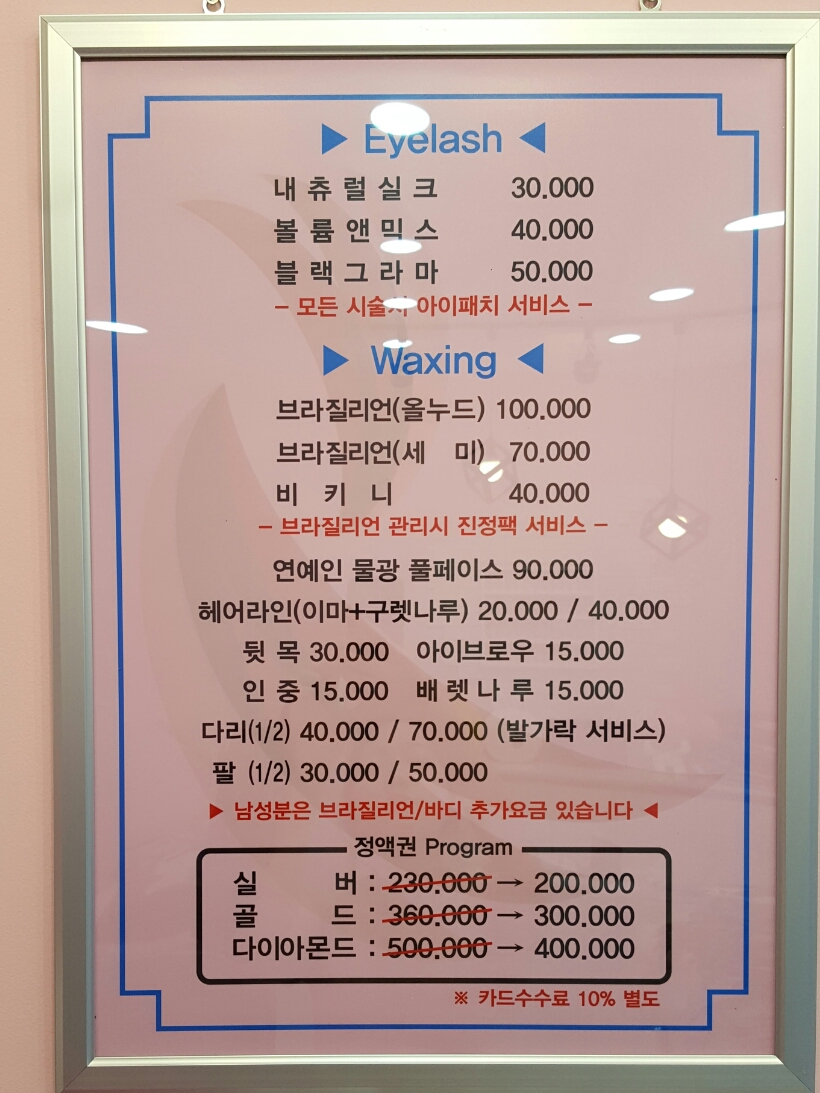 ▶ Eyelash ◀
내츄럴실크 30.000
볼륨앤믹스 40.000
블랙그라마 50.000
- 모든 시술시 아이패치 서비스 -
▶ Waxing ◀
브라질리언(올누드) 100.000
브라질리언(세 미) 70.000
비 키 니 40.000
- 브라질리언 관리시 진정팩 서비스 -
연예인 물광 풀페이스 90.000
헤어라인(이마+구렛나루) 20.000 / 40.000
뒷 목 30.000 아이브로우 15.000
인 중 15.000 배렛나루 15.000
다리(1/2) 40.000 / 70.000 (발가락 서비스)
팔 (1/2) 30.000 / 50.000
▶ 남성분은 브라질리언/바디 추가요금 있습니다 ◀
정액권 Program
실 버 : 230.000 → 200.000
골 드 : 360.000 → 300.000
다이아몬드 : 500.000 → 400.000
※ 카드수수료 10% 별도